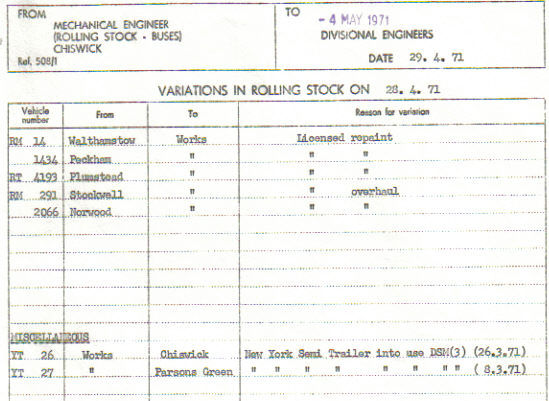 FROM
MECHANICAL ENGINEER
(ROLLING STOCK - BUSES)
CHISWICK
Ref. 508/1
TO
- 4 MAY 1971
DIVISIONAL ENGINEERS
DATE 29. 4. 71
VARIATIONS IN ROLLING STOCK ON 28. 4. 71
Vehicle number From To Reason for variation
RM 14 Walthamstow Works Licensed repaint
1434 Peckham " " "
RT 4193 Plumstead " " "
RM 291 Stockwell " " overhaul
2066 Norwood " " "
MISCELLANEOUS
YT 26 Works Chiswick New York Semi Trailer into use DSM(3) (26.3.71)
YT 27 " Parsons Green " " " " " " " " ( 8.3.71)